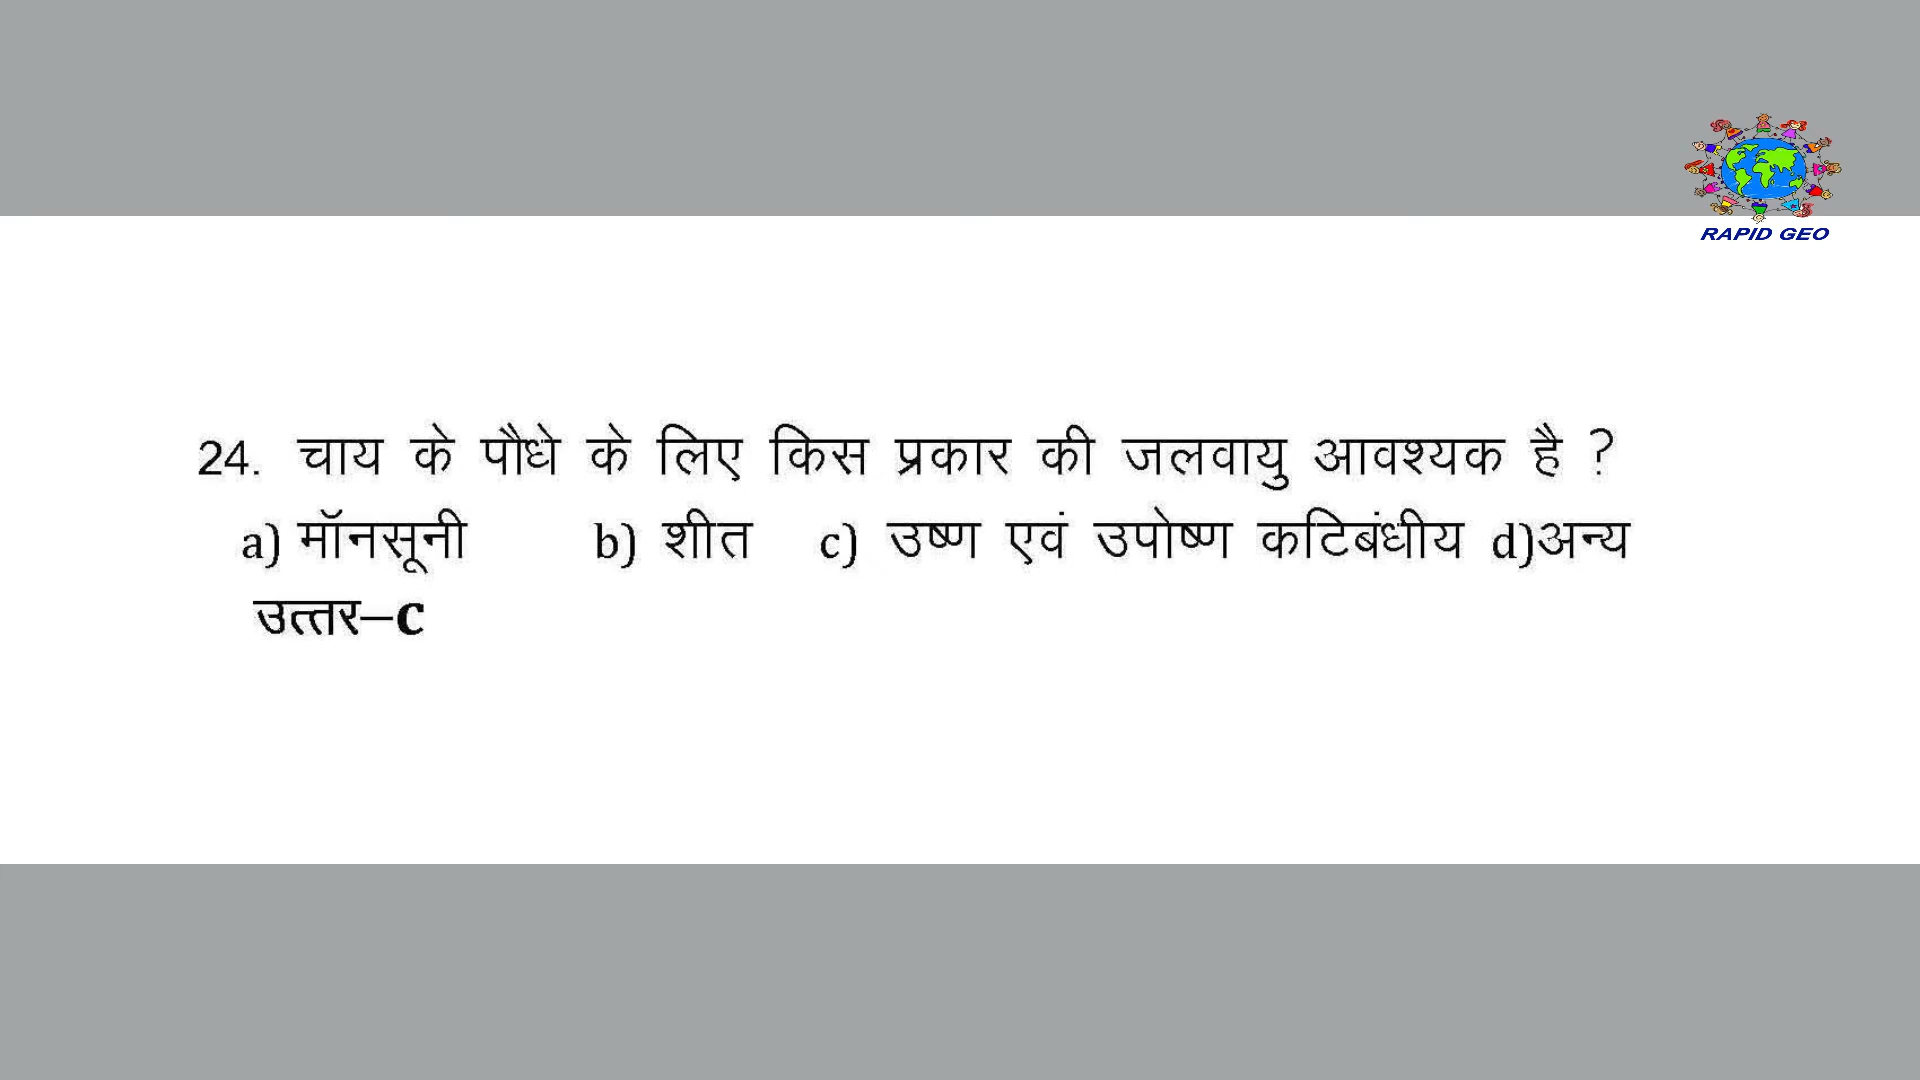 RAPID GEO
24. चाय के पौधे के लिए किस प्रकार की जलवायु आवश्यक है ?
a) मॉनसूनी b) शीत c) उष्ण एवं उपोष्ण कटिबंधीय d)अन्य
उत्तर–C